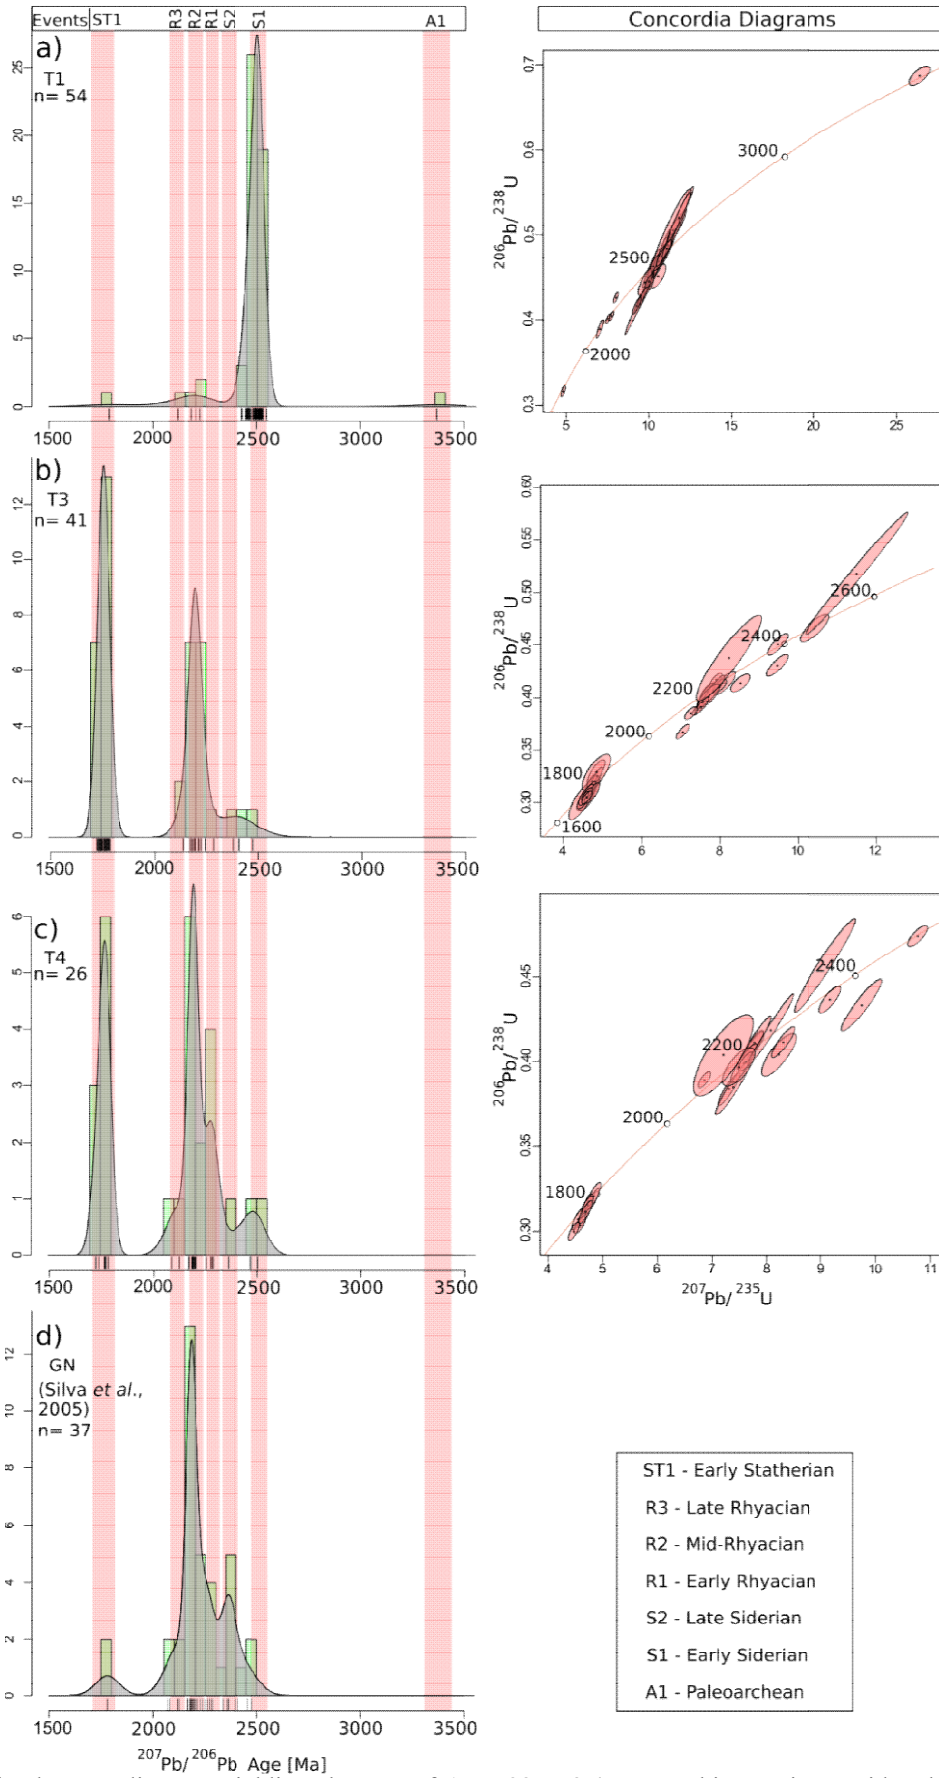 Events ST1 R3 R2 R1 S2 S1 A1
Concordia Diagrams
a)
T1
n= 54
0 5 10 15 20 25
1500 2000 2500 3000 3500
206Pb/238U
0.3 0.4 0.5 0.6 0.7
2000 2500 3000
5 10 15 20 25
b)
T3
n= 41
0 2 4 6 8 10 12
1500 2000 2500 3000 3500
206Pb/238U
0.30 0.35 0.40 0.45 0.50 0.55 0.60
1600 1800 2000 2200 2400 2600
4 6 8 10 12
c)
T4
n= 26
0 1 2 3 4 5 6
1500 2000 2500 3000 3500
206Pb/238U
0.30 0.35 0.40 0.45
1800 2000 2200 2400
4 5 6 7 8 9 10 11
207Pb/235U
d)
GN
(Silva et al.,
2005)
n= 37
0 2 4 6 8 10 12
1500 2000 2500 3000 3500
207Pb/206Pb Age [Ma]
ST1 - Early Statherian
R3 - Late Rhyacian
R2 - Mid-Rhyacian
R1 - Early Rhyacian
S2 - Late Siderian
S1 - Early Siderian
A1 - Paleoarchean